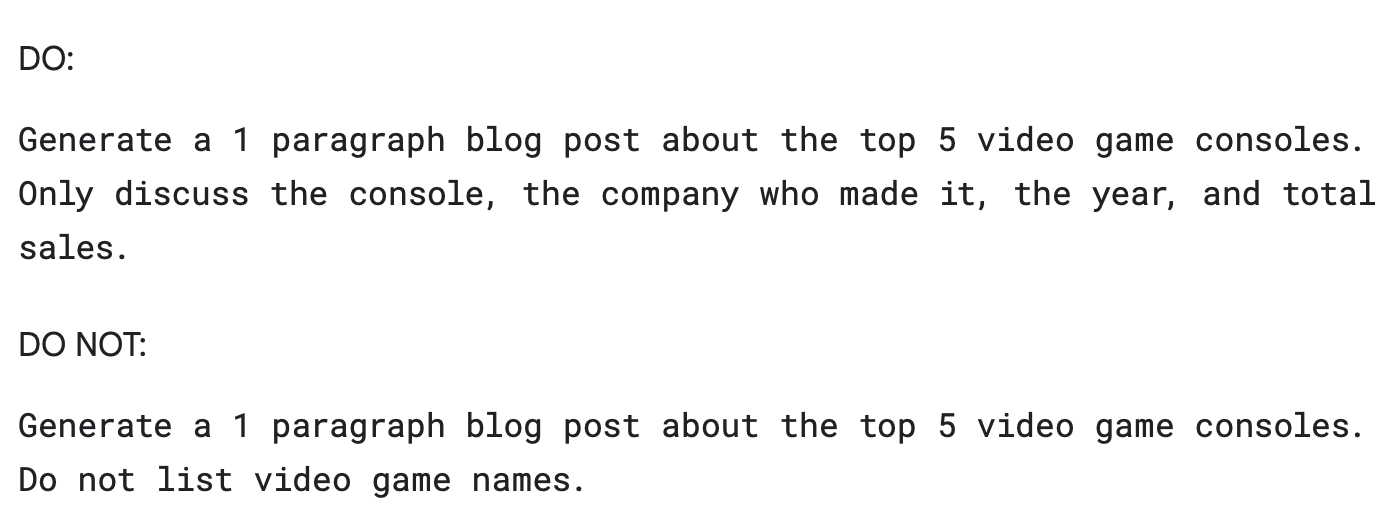 DO:
Generate a 1 paragraph blog post about the top 5 video game consoles.
Only discuss the console, the company who made it, the year, and total
sales.
DO NOT:
Generate a 1 paragraph blog post about the top 5 video game consoles.
Do not list video game names.